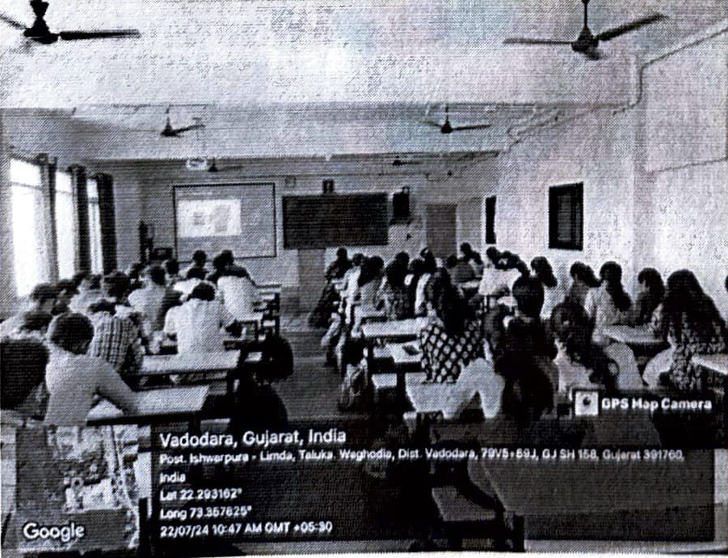 GPS Map Camera
Vadodara, Gujarat, India
Post. Ishwarpura - Limda, Taluka. Waghodia, Dist. Vadodara, 79V5+69J, GJ SH 158, Gujarat 391760,
India
Lat 22.293162°
Long 73.357625°
22/07/24 10:47 AM GMT +05:30
Google